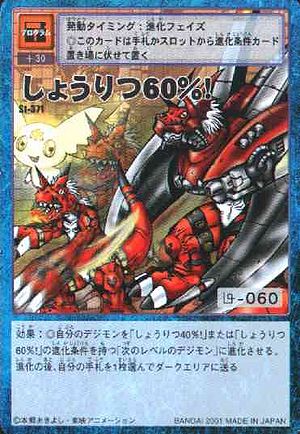 プログラム
+30
発動タイミング：進化フェイズ
◎このカードは手札かスロットから進化条件カード
置き場に伏せて置く
しょうりつ60%!
St-371
-060
効果：◎自分のデジモンを「しょうりつ40%!」または「しょうりつ
60%!」の進化条件を持つ「次のレベルのデジモン」に進化させる。
進化の後、自分の手札を1枚選んでダークエリアに送る
©本郷あきよし・東映アニメーション
BANDAI 2001 MADE IN JAPAN